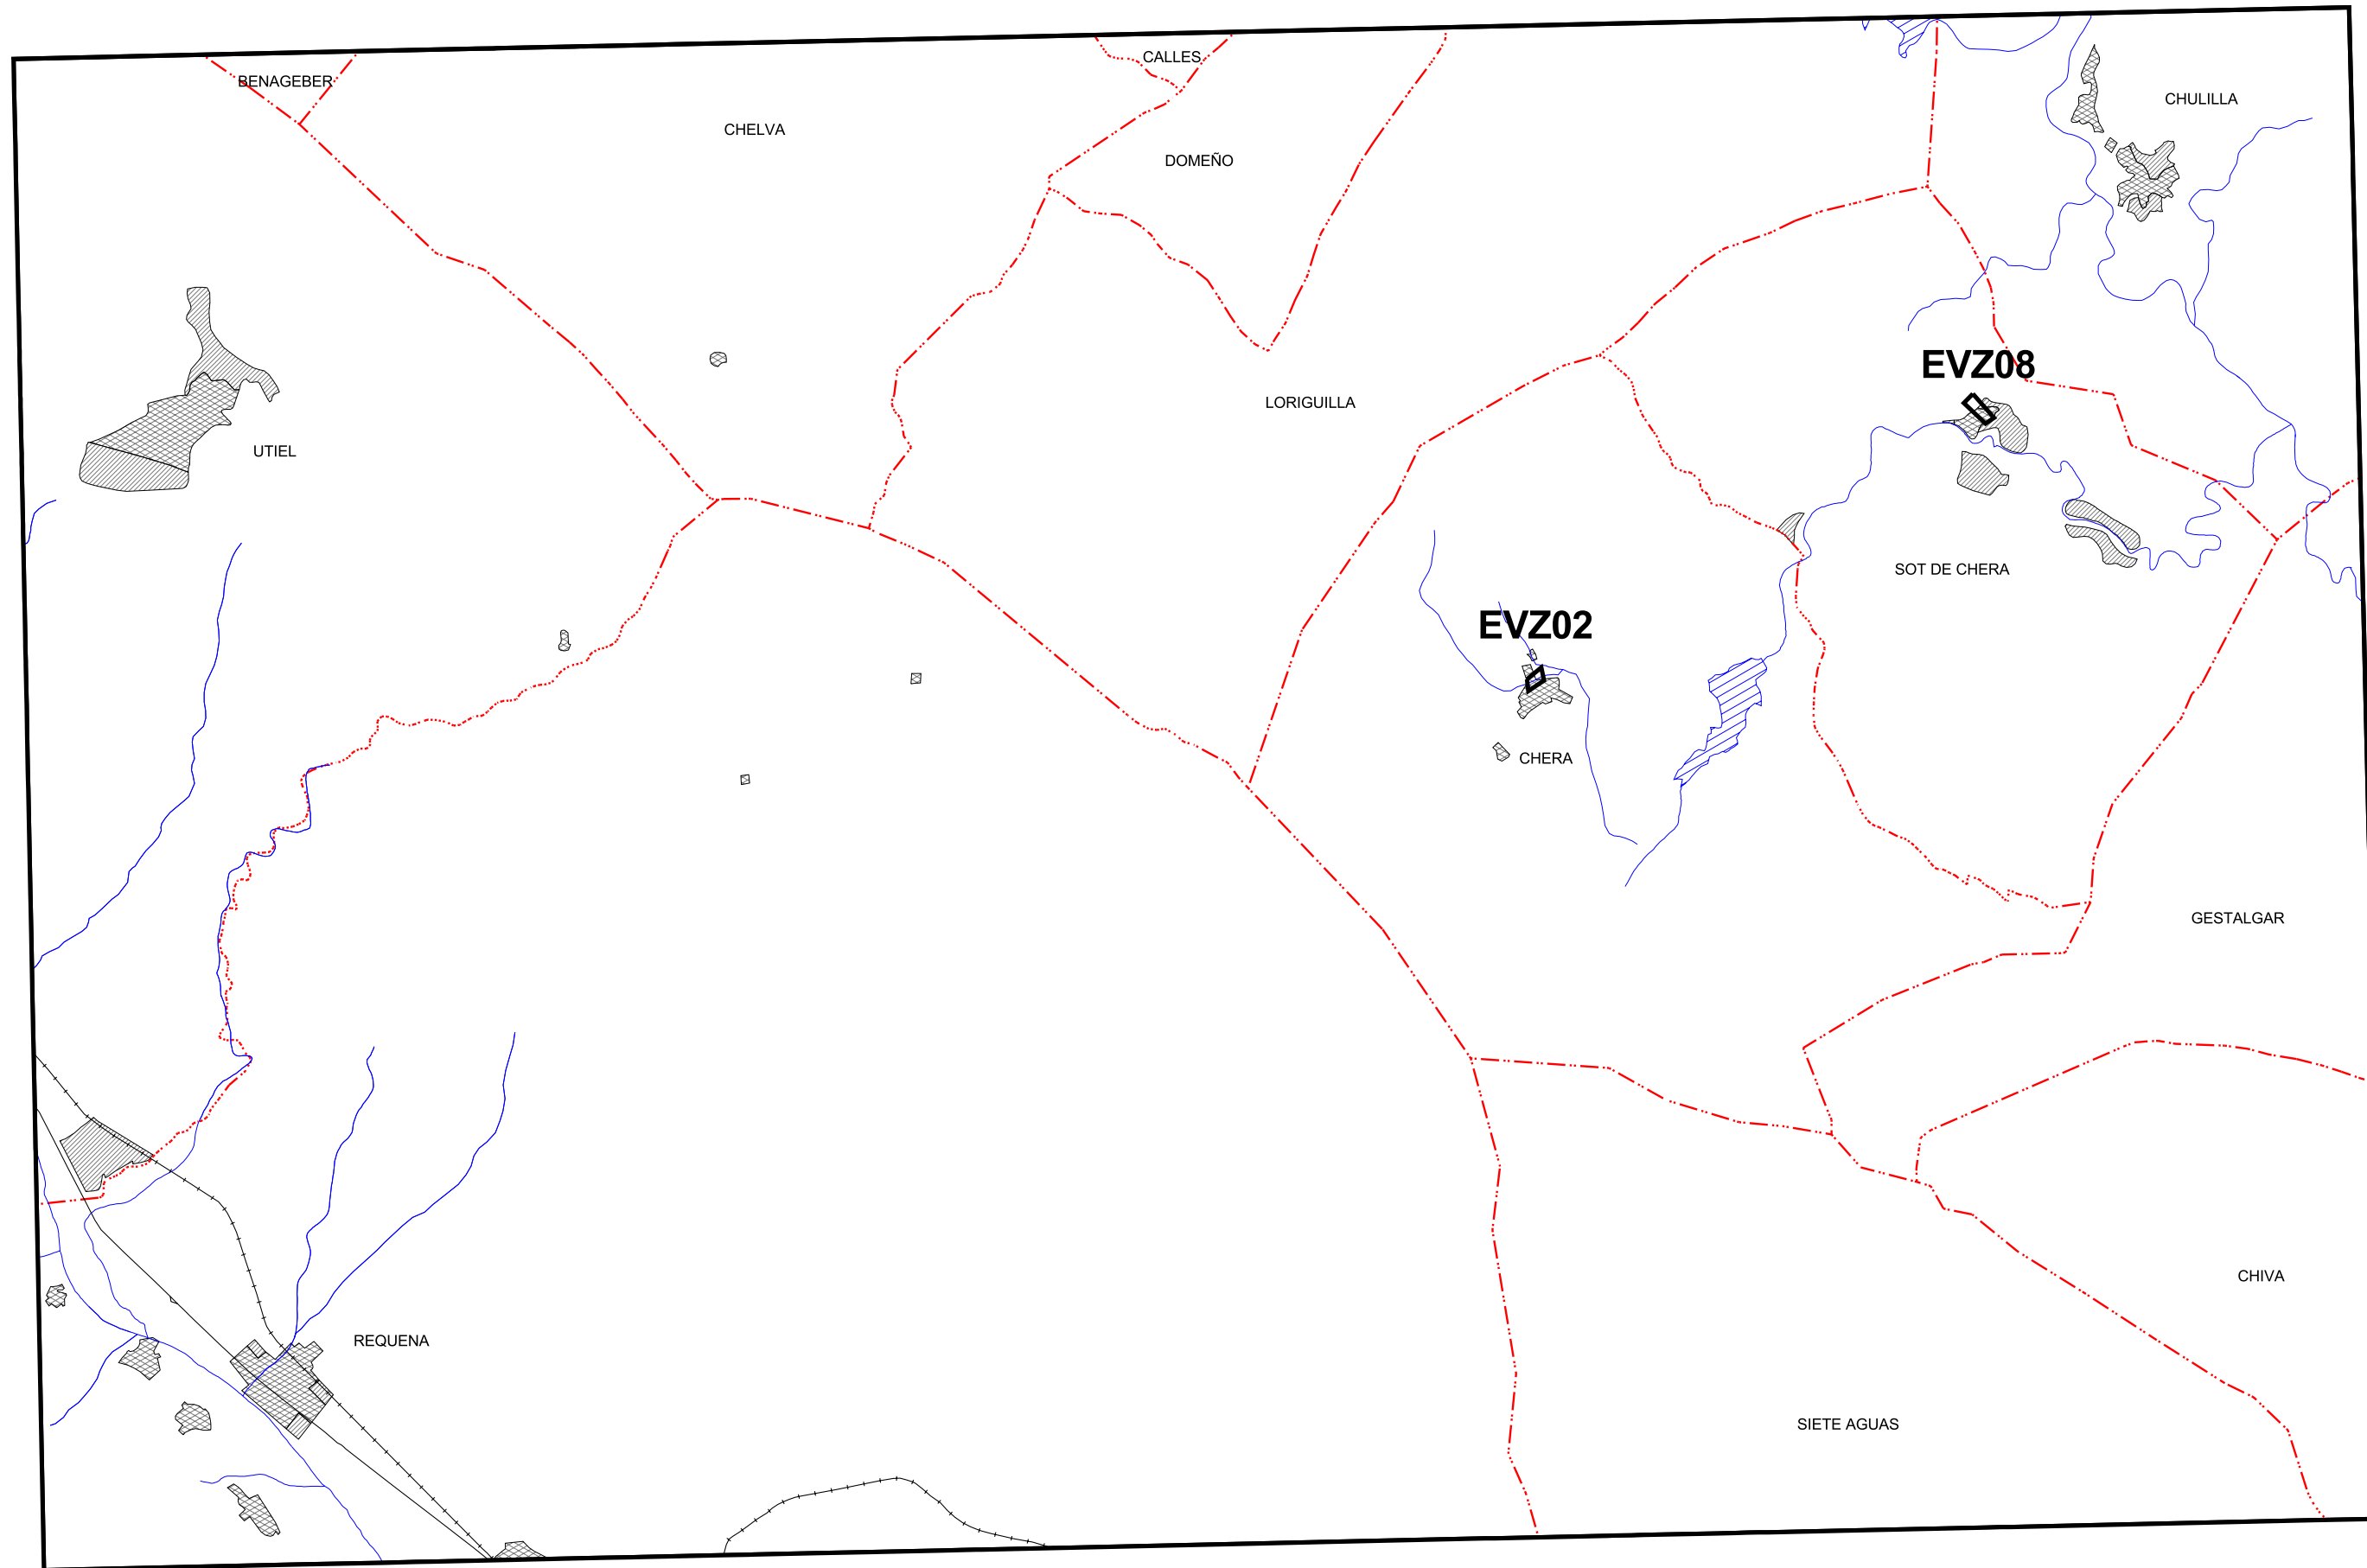 CALLES
BENAGEBER
CHULILLA
CHELVA
DOMEÑO
EVZ08
LORIGUILLA
UTIEL
SOT DE CHERA
EVZ02
CHERA
GESTALGAR
CHIVA
REQUENA
SIETE AGUAS